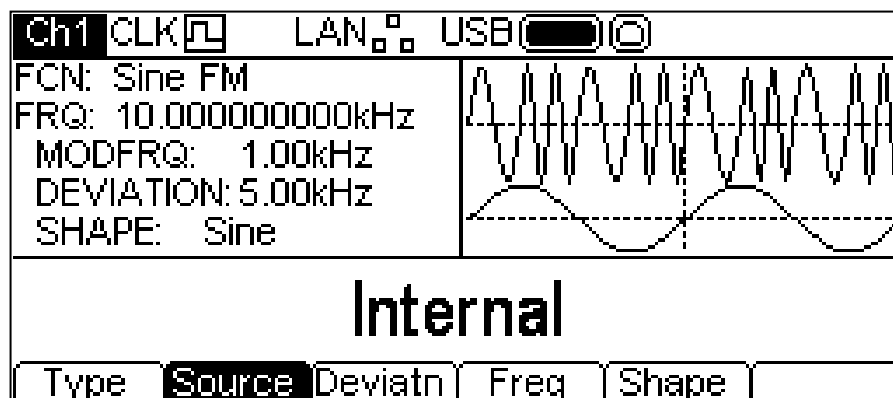 Ch1 CLK LAN USB
FCN: Sine FM
FRQ: 10.000000000kHz
MODFRQ: 1.00kHz
DEVIATION: 5.00kHz
SHAPE: Sine
Internal
Type Source Deviatn Freq Shape